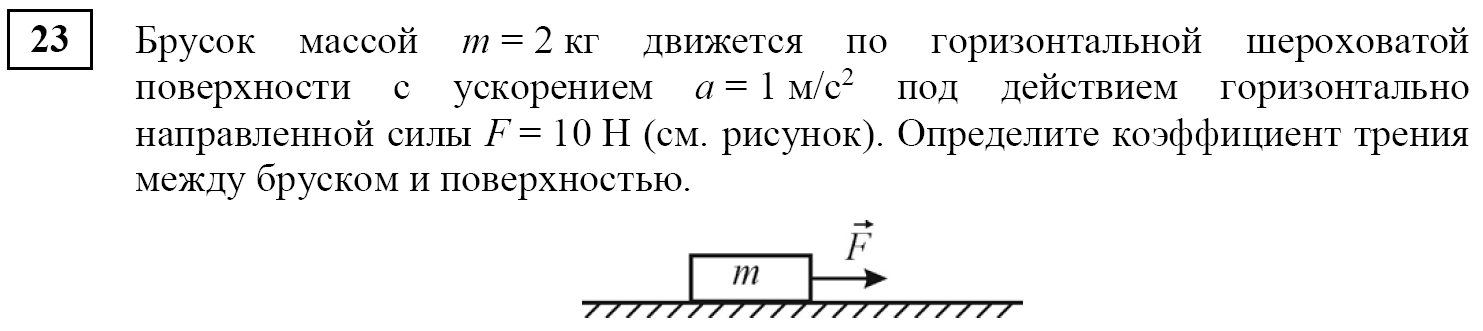 23
Брусок массой m = 2 кг движется по горизонтальной шероховатой
поверхности с ускорением a = 1 м/с² под действием горизонтально
направленной силы F = 10 Н (см. рисунок). Определите коэффициент трения
между бруском и поверхностью.
F⃗
m